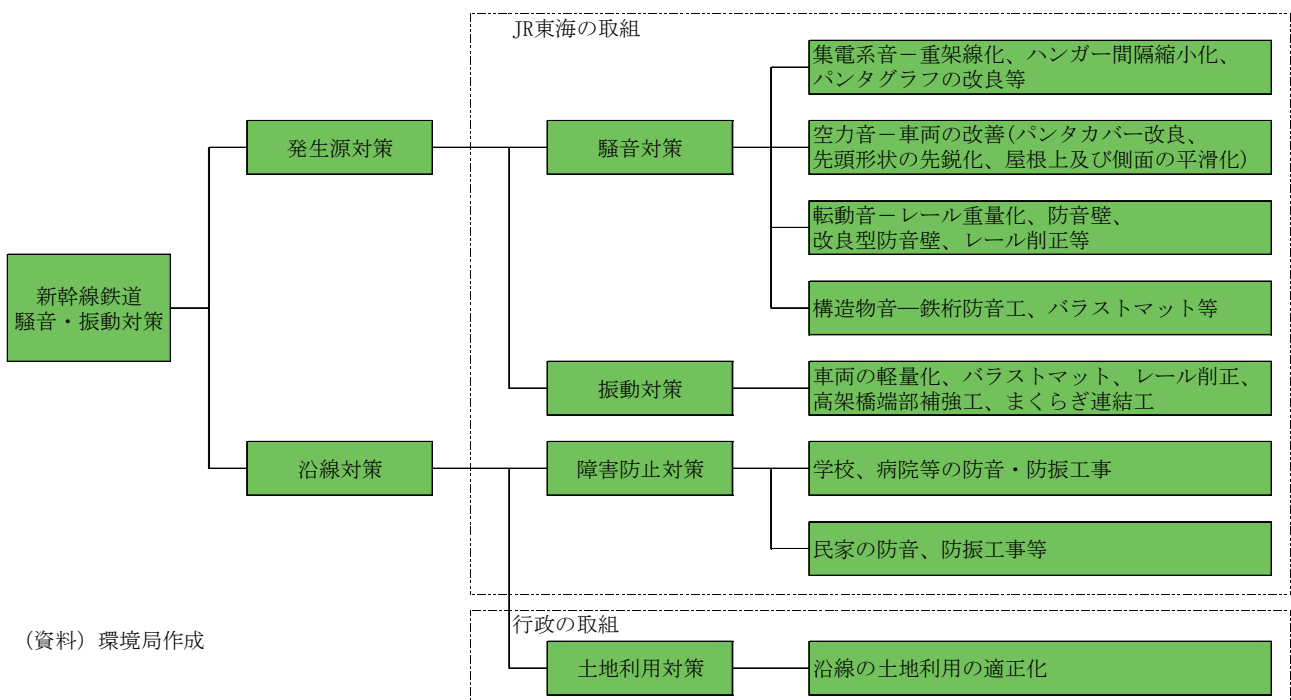 JR東海の取組
集電系音－重架線化、ハンガー間隔縮小化、
パンタグラフの改良等
発生源対策
騒音対策
空力音－車両の改善(パンタカバー改良、
先頭形状の先鋭化、屋根上及び側面の平滑化)
転動音－レール重量化、防音壁、
改良型防音壁、レール削正等
新幹線鉄道
騒音・振動対策
構造物音―鉄桁防音工、バラストマット等
振動対策
車両の軽量化、バラストマット、レール削正、
高架橋端部補強工、まくらぎ連結工
沿線対策
障害防止対策
学校、病院等の防音・防振工事
民家の防音、防振工事等
行政の取組
（資料）環境局作成
土地利用対策
沿線の土地利用の適正化